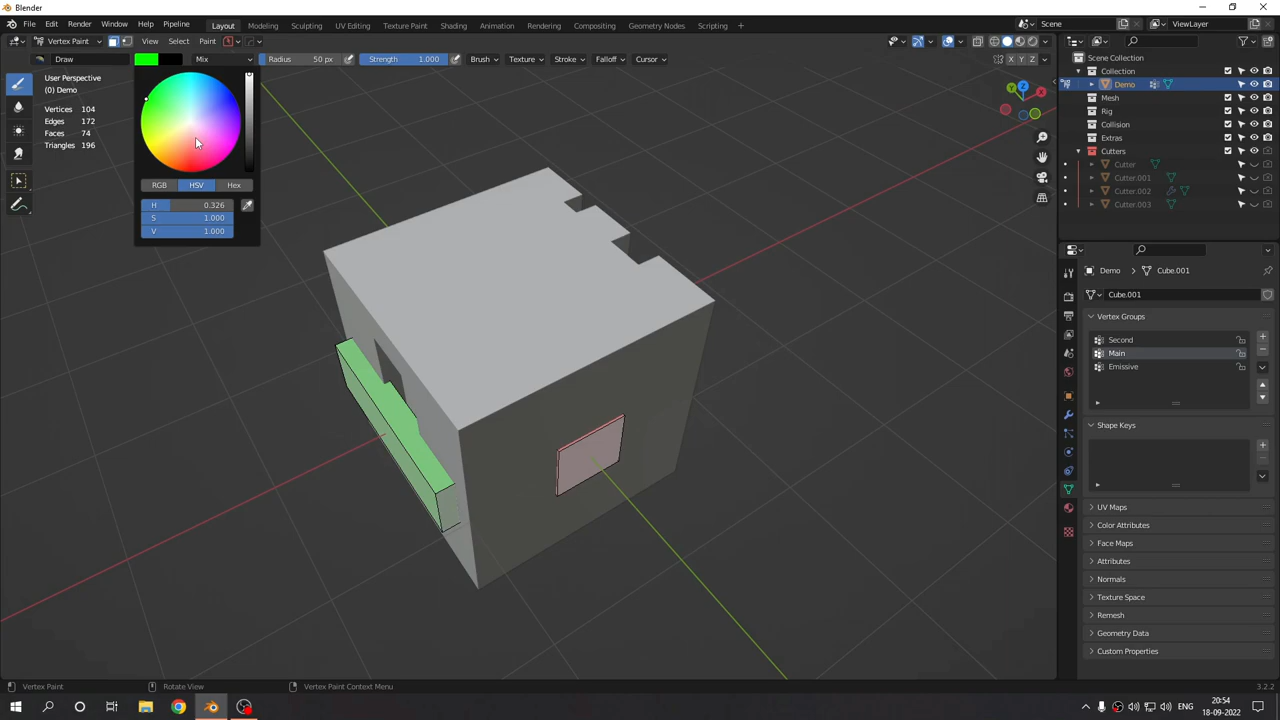 Blender
File Edit Render Window Help Pipeline Layout Modeling Sculpting UV Editing Texture Paint Shading Animation Rendering Compositing Geometry Nodes Scripting + Scene ViewLayer
Vertex Paint View Select Paint
Draw Mix Radius 50 px Strength 1.000 Brush Texture Stroke Falloff Cursor X Y Z
User Perspective
(0) Demo
Vertices 104
Edges 172
Faces 74
Triangles 196
RGB HSV Hex
H 0.326
S 1.000
V 1.000
Scene Collection
Collection
Demo
Mesh
Rig
Collision
Extras
Cutters
Cutter
Cutter.001
Cutter.002
Cutter.003
Demo > Cube.001
Cube.001
Vertex Groups
Second
Main
Emissive
Shape Keys
UV Maps
Color Attributes
Face Maps
Attributes
Normals
Texture Space
Remesh
Geometry Data
Custom Properties
Vertex Paint Rotate View Vertex Paint Context Menu 3.2.2
ENG 20:54
18-09-2022